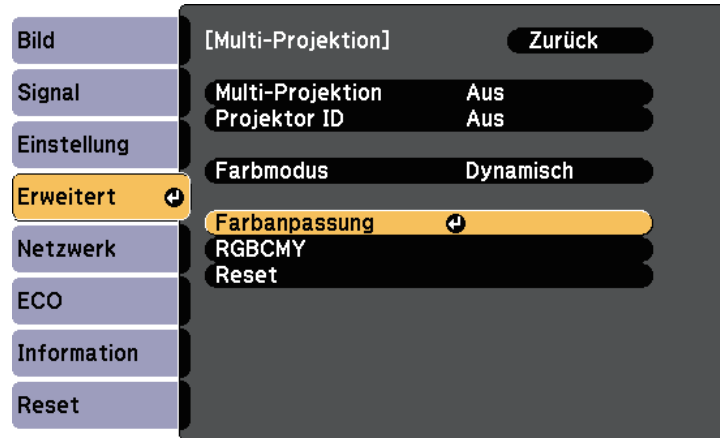 Bild
Signal
Einstellung
Erweitert
Netzwerk
ECO
Information
Reset
[Multi-Projektion] Zurück
Multi-Projektion Aus
Projektor ID Aus
Farbmodus Dynamisch
Farbanpassung
RGBCMY
Reset